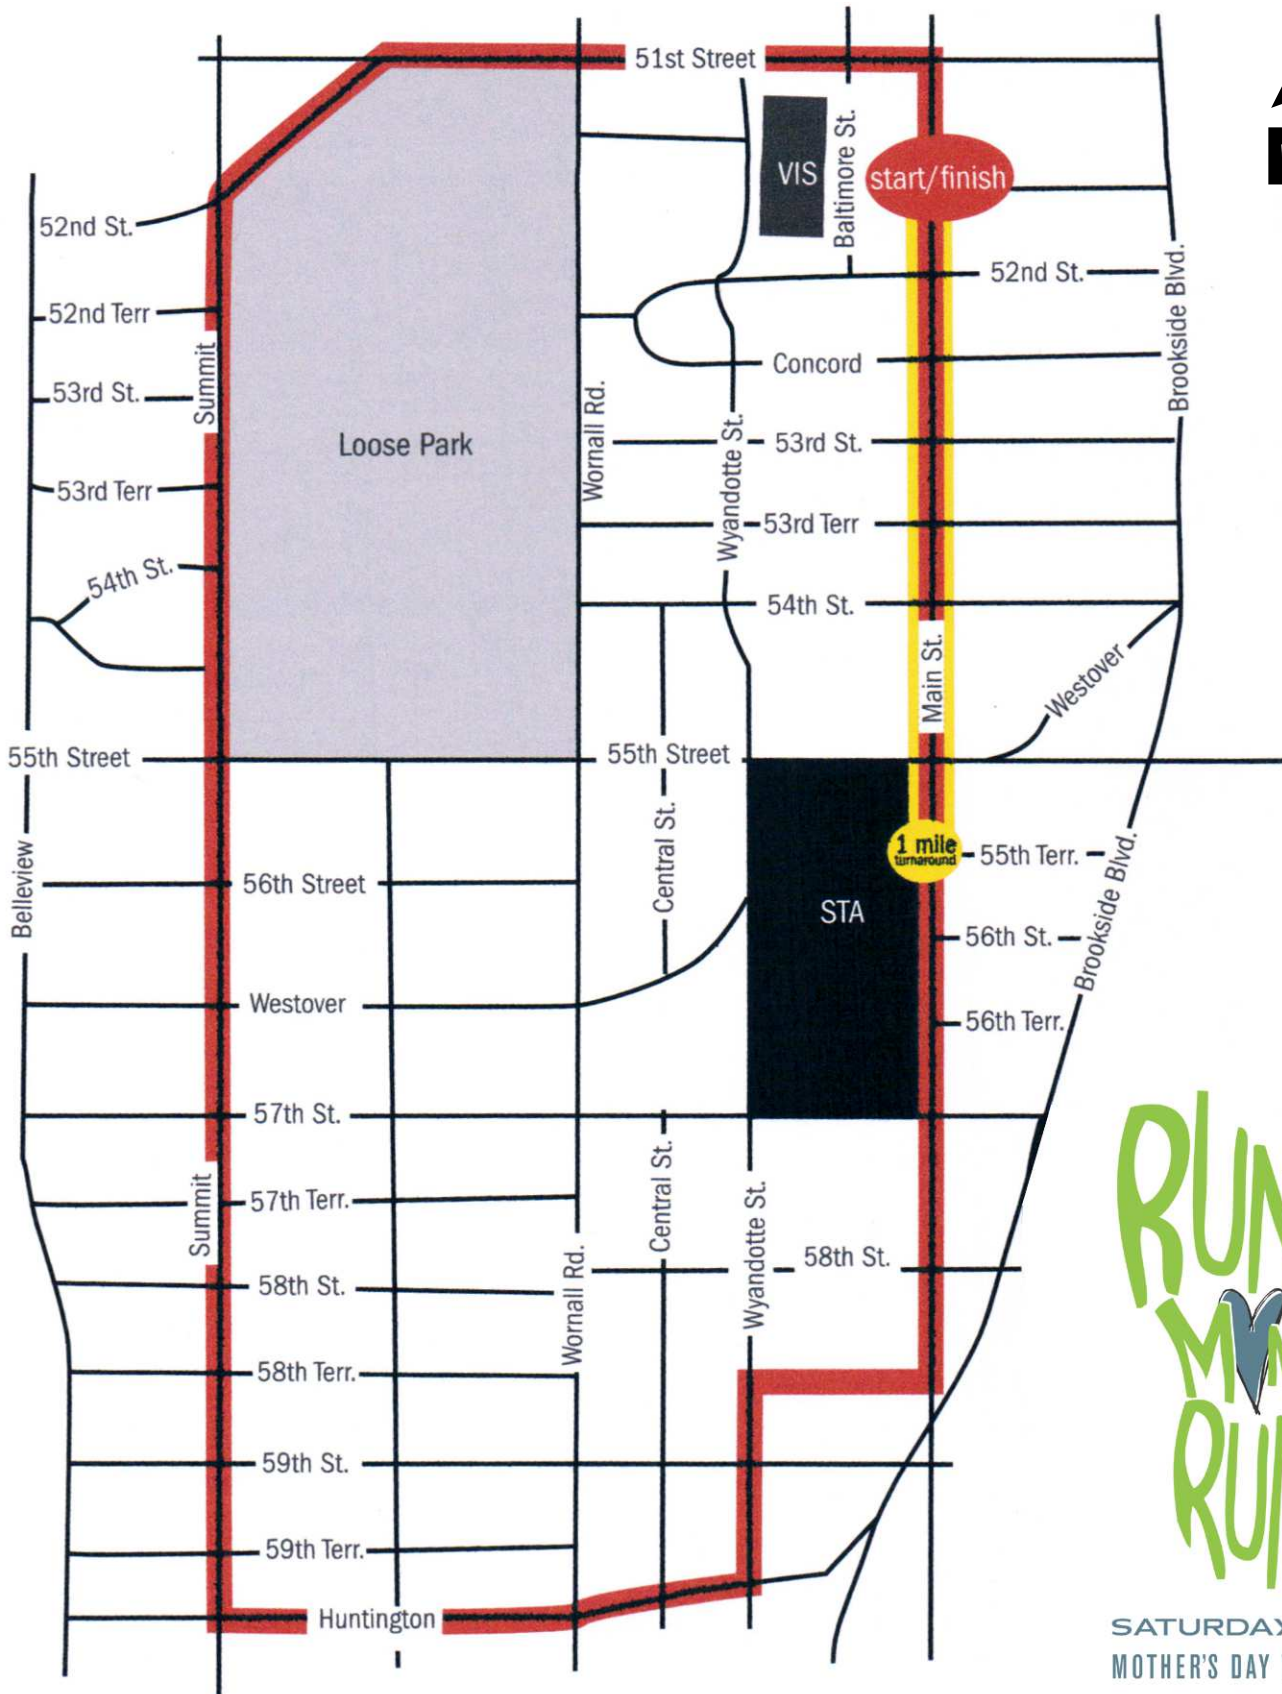 51st Street
VIS
Baltimore St.
start/finish
52nd St.
52nd St.
52nd Terr
Summit
Concord
Brookside Blvd.
53rd St.
Loose Park
Wornall Rd.
Wyandotte St.
53rd St.
53rd Terr
53rd Terr
54th St.
54th St.
Main St.
Westover
55th Street
55th Street
Central St.
1 mile
turnaround
55th Terr.
Belleview
56th Street
STA
56th St.
Brookside Blvd.
Westover
56th Terr.
57th St.
Summit
57th Terr.
Central St.
Wyandotte St.
58th St.
58th St.
Wornall Rd.
58th Terr.
59th St.
59th Terr.
Huntington
RUN
RUN
SATURDAY
MOTHER'S DAY